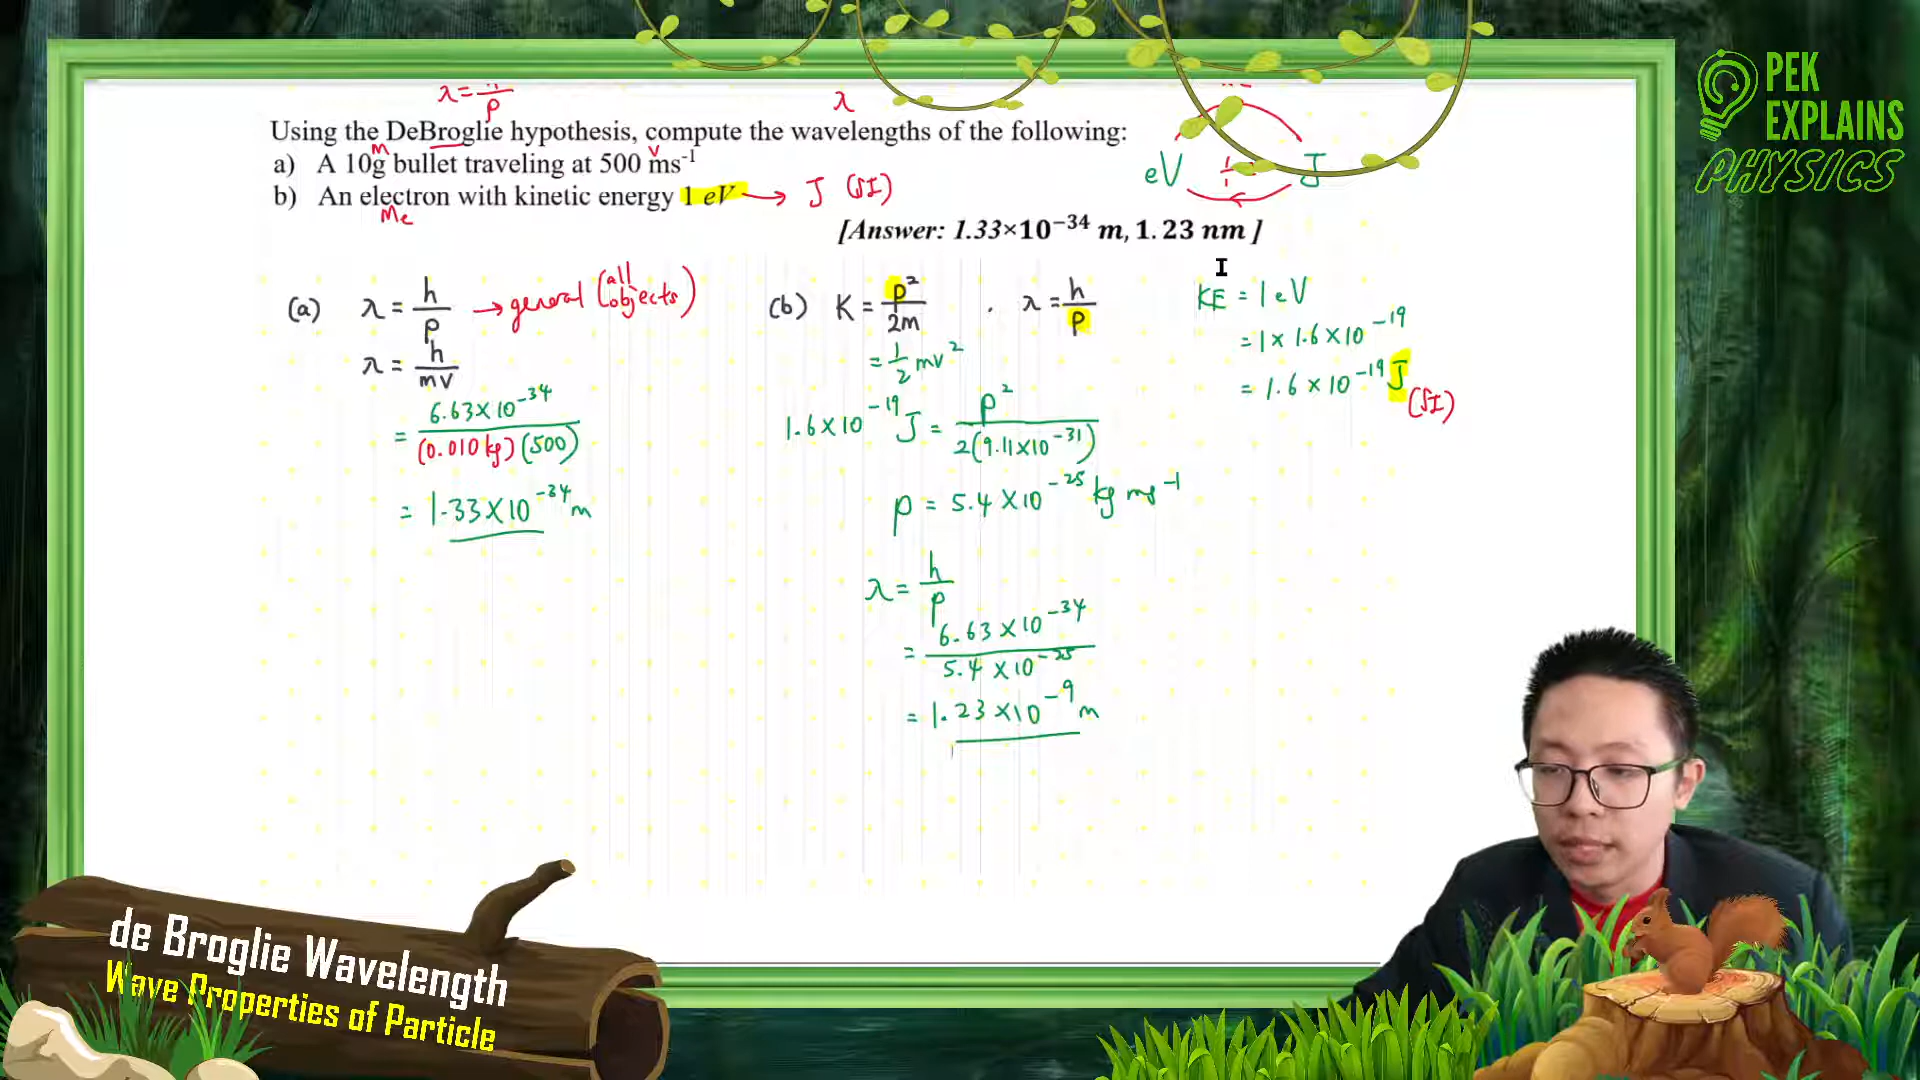 PEK
EXPLAINS
PHYSICS
λ = h/p
λ
Using the DeBroglie hypothesis, compute the wavelengths of the following:
m
v
a) A 10g bullet traveling at 500 ms⁻¹
b) An electron with kinetic energy 1 eV → J (SI)
me
eV J
[Answer: 1.33×10⁻³⁴ m, 1.23 nm ]
(a) λ = h/p → general (all objects)
λ = h/mv
= 6.63×10⁻³⁴/(0.010kg)(500)
= 1.33×10⁻³⁴ m
(b) K = p²/2m , λ = h/p
= 1/2 mv²
1.6×10⁻¹⁹ J = p²/2(9.11×10⁻³¹)
p = 5.4×10⁻²⁵ kg ms⁻¹
λ = h/p
= 6.63×10⁻³⁴/5.4×10⁻²⁵
= 1.23×10⁻⁹ m
KE = 1 eV
= 1 × 1.6×10⁻¹⁹
= 1.6×10⁻¹⁹ J
(SI)
de Broglie Wavelength
Wave Properties of Particle